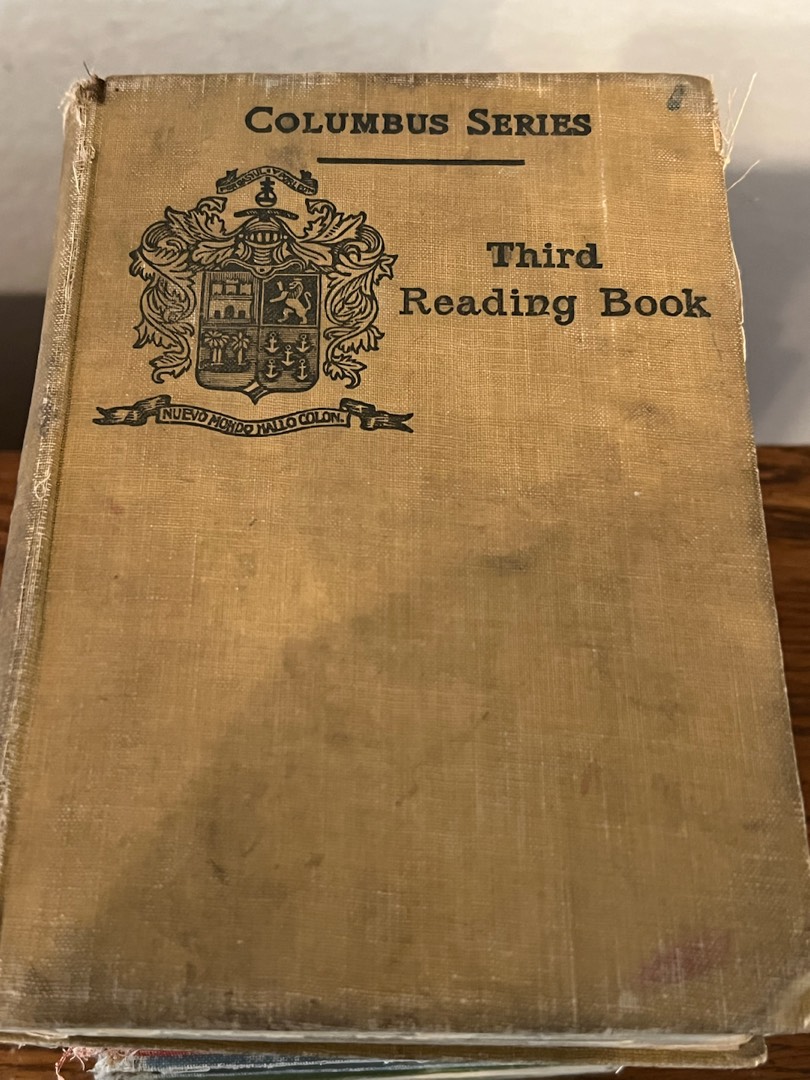 COLUMBUS SERIES
Third
Reading Book
NUEVO MONDO HALLO COLON.